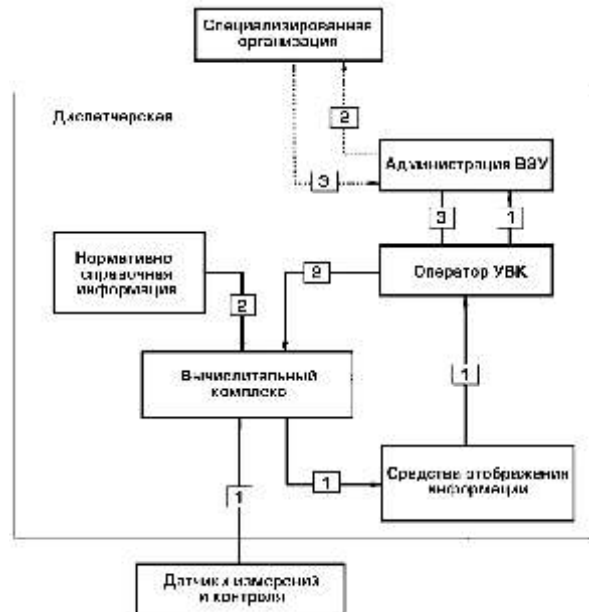 Специализированная
организация
Диспетчерская
2
Администрация ВЗУ
3
3
1
Нормативно
справочная
информация
Оператор УВК
2
Вычислительный
комплекс
1
1
Средства отображения
информации
1
Датчики измерений
и контроля